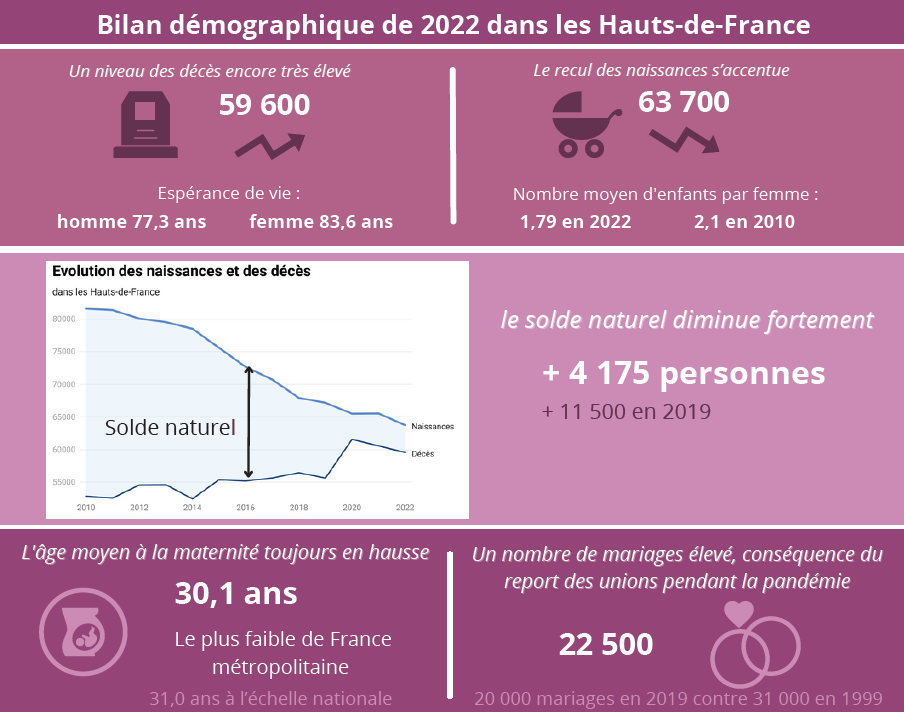 Bilan démographique de 2022 dans les Hauts-de-France
Un niveau des décès encore très élevé
59 600
Espérance de vie :
homme 77,3 ans
femme 83,6 ans
Le recul des naissances s’accentue
63 700
Nombre moyen d'enfants par femme :
1,79 en 2022
2,1 en 2010
Evolution des naissances et des décès
dans les Hauts-de-France
80000
75000
70000
65000
60000
55000
Solde naturel
Naissances
Décès
2010
2012
2014
2016
2018
2020
2022
le solde naturel diminue fortement
+ 4 175 personnes
+ 11 500 en 2019
L'âge moyen à la maternité toujours en hausse
30,1 ans
Le plus faible de France
métropolitaine
31,0 ans à l’échelle nationale
Un nombre de mariages élevé, conséquence du
report des unions pendant la pandémie
22 500
20 000 mariages en 2019 contre 31 000 en 1999